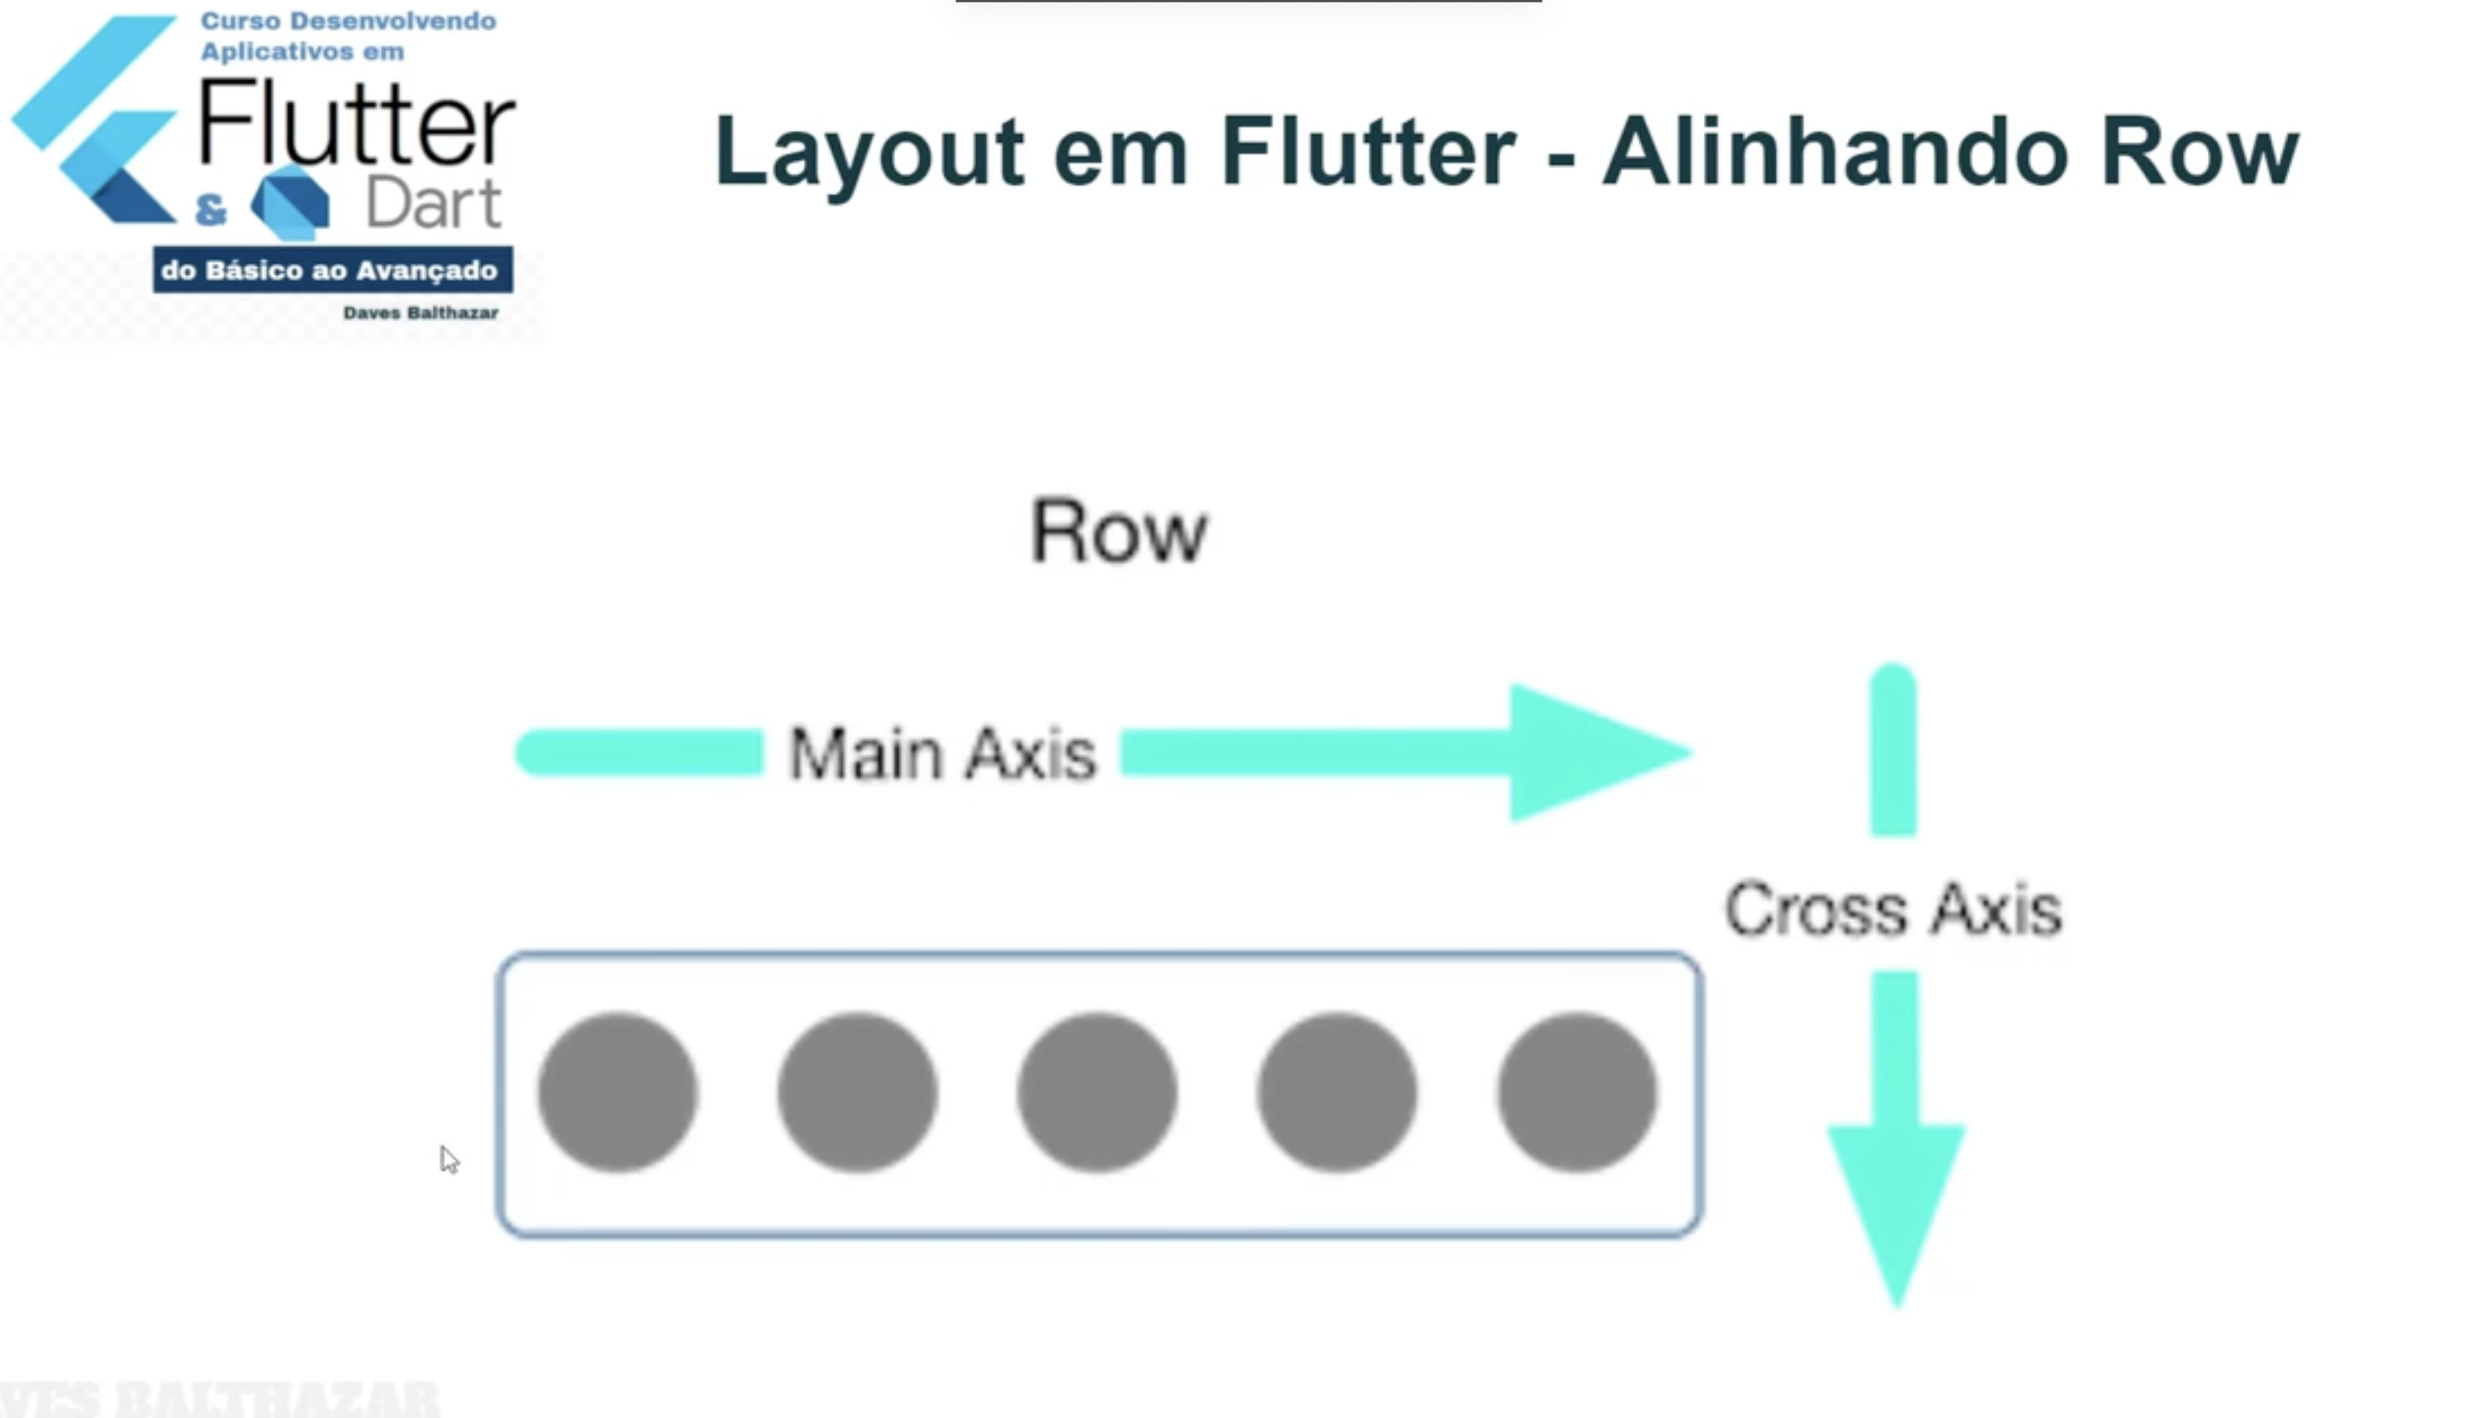 Curso Desenvolvendo
Aplicativos em
Flutter
& Dart
do Básico ao Avançado
Daves Balthazar
Layout em Flutter - Alinhando Row
Row
Main Axis
Cross Axis
VES BALTHAZAR